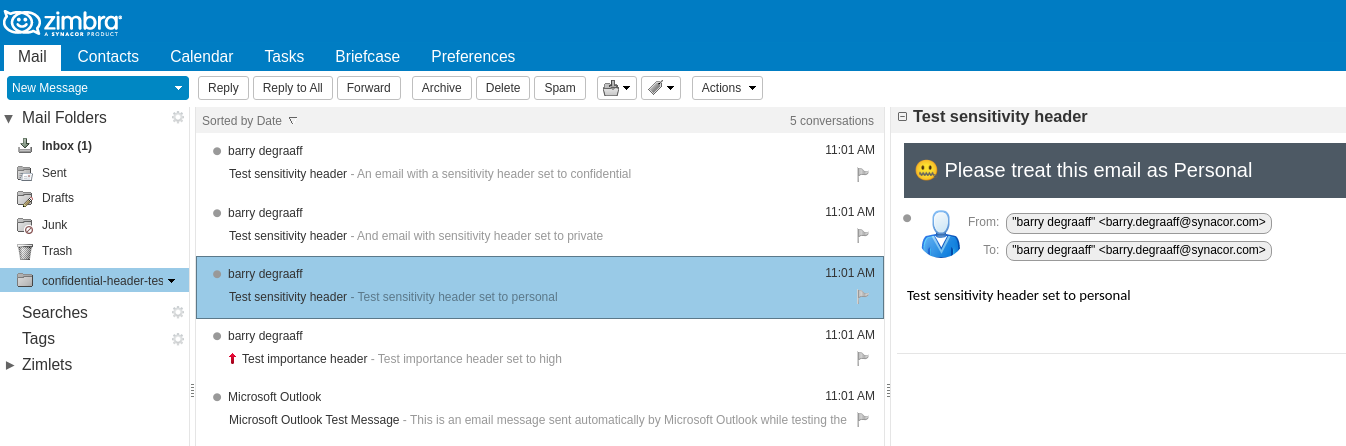 zimbra
A SYNACOR PRODUCT
Mail Contacts Calendar Tasks Briefcase Preferences
New Message Reply Reply to All Forward Archive Delete Spam Actions
Mail Folders
Inbox (1)
Sent
Drafts
Junk
Trash
confidential-header-tes
Searches
Tags
Zimlets
Sorted by Date 5 conversations
barry degraaff 11:01 AM
Test sensitivity header - An email with a sensitivity header set to confidential
barry degraaff 11:01 AM
Test sensitivity header - And email with sensitivity header set to private
barry degraaff 11:01 AM
Test sensitivity header - Test sensitivity header set to personal
barry degraaff 11:01 AM
Test importance header - Test importance header set to high
Microsoft Outlook 11:01 AM
Microsoft Outlook Test Message - This is an email message sent automatically by Microsoft Outlook while testing the
Test sensitivity header
Please treat this email as Personal
From: "barry degraaff" <barry.degraaff@synacor.com>
To: "barry degraaff" <barry.degraaff@synacor.com>
Test sensitivity header set to personal